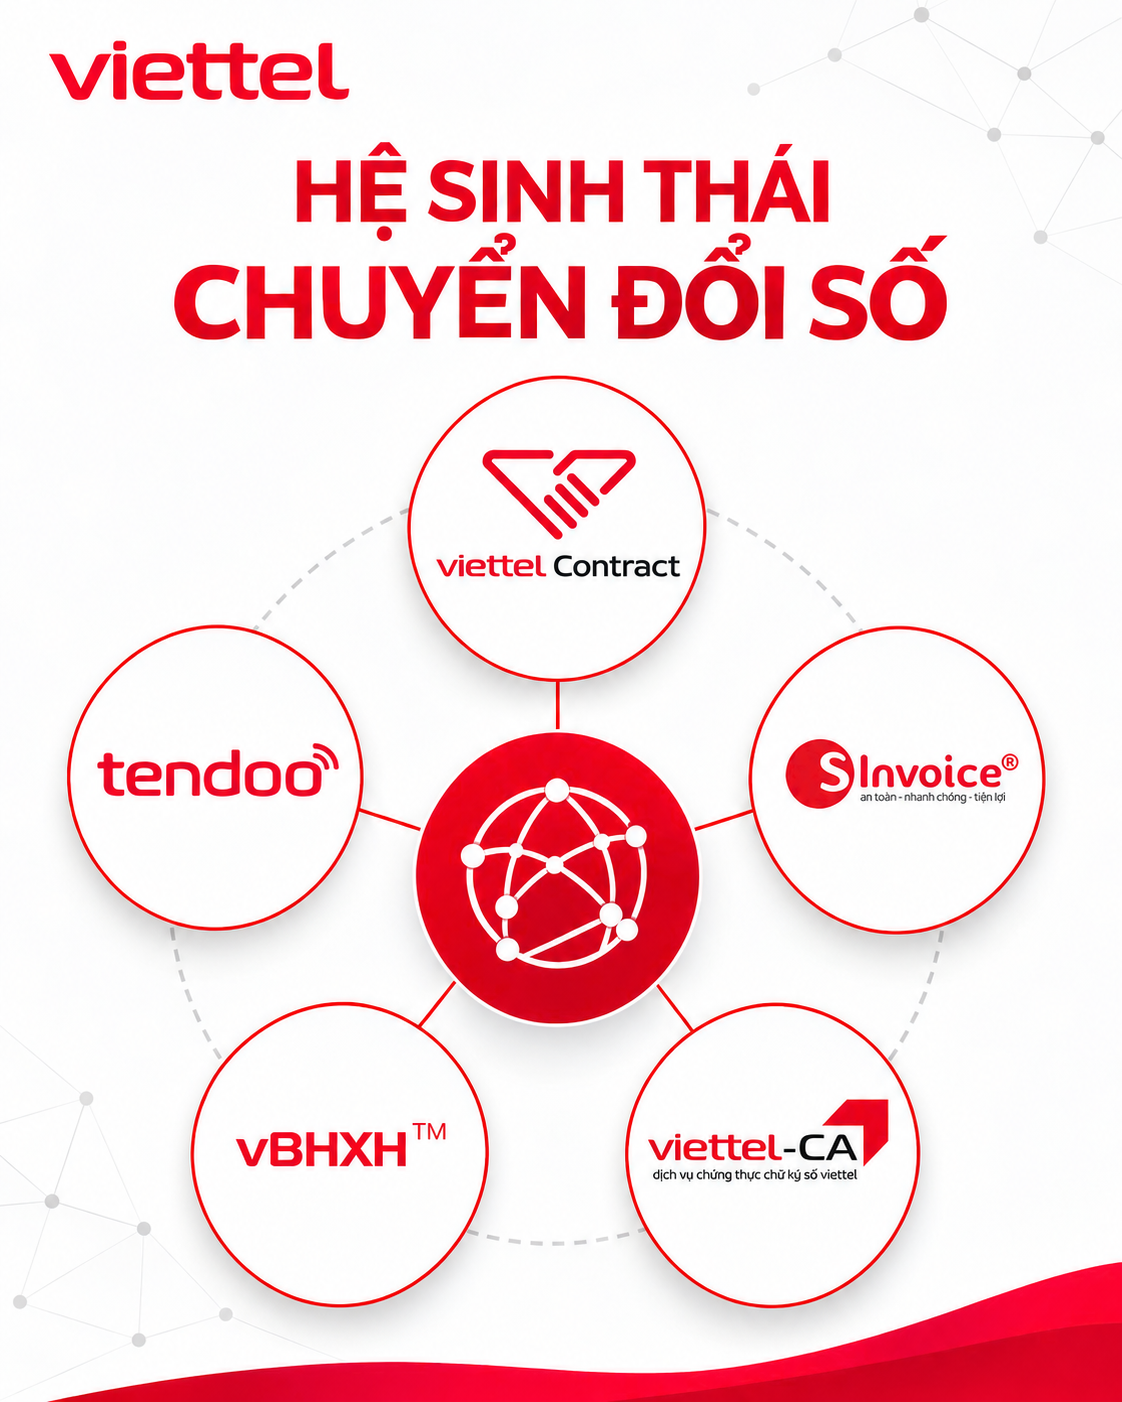 viettel
HỆ SINH THÁI
CHUYỂN ĐỔI SỐ
viettel Contract
tendoo
SInvoice®
an toàn - nhanh chóng - tiện lợi
vBHXH™
viettel-CA
dịch vụ chứng thực chữ ký số viettel